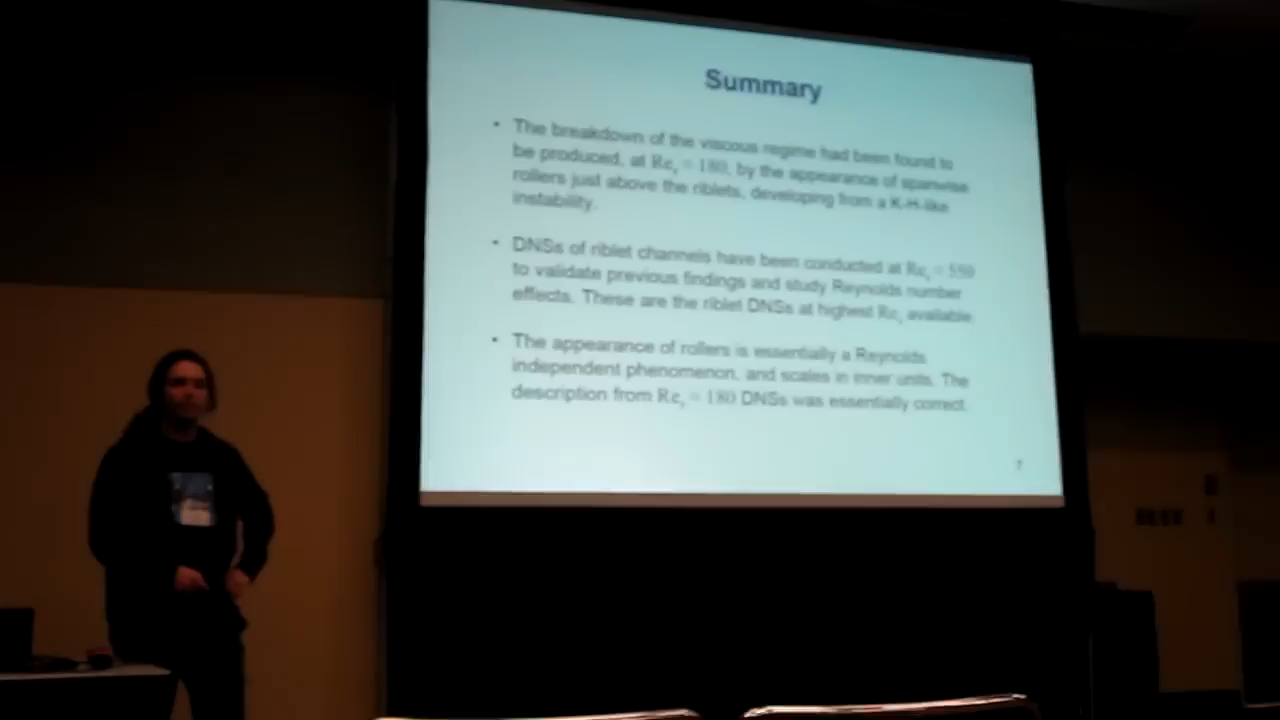 Summary
• The breakdown of the viscous regime had been found to
be produced, at Reτ = 180, by the appearance of spanwise
rollers just above the riblets, developing from a K-H-like
instability.
• DNSs of riblet channels have been conducted at Reτ = 550
to validate previous findings and study Reynolds number
effects. These are the riblet DNSs at highest Reτ available.
• The appearance of rollers is essentially a Reynolds
independent phenomenon, and scales in inner units. The
description from Reτ = 180 DNSs was essentially correct.
7